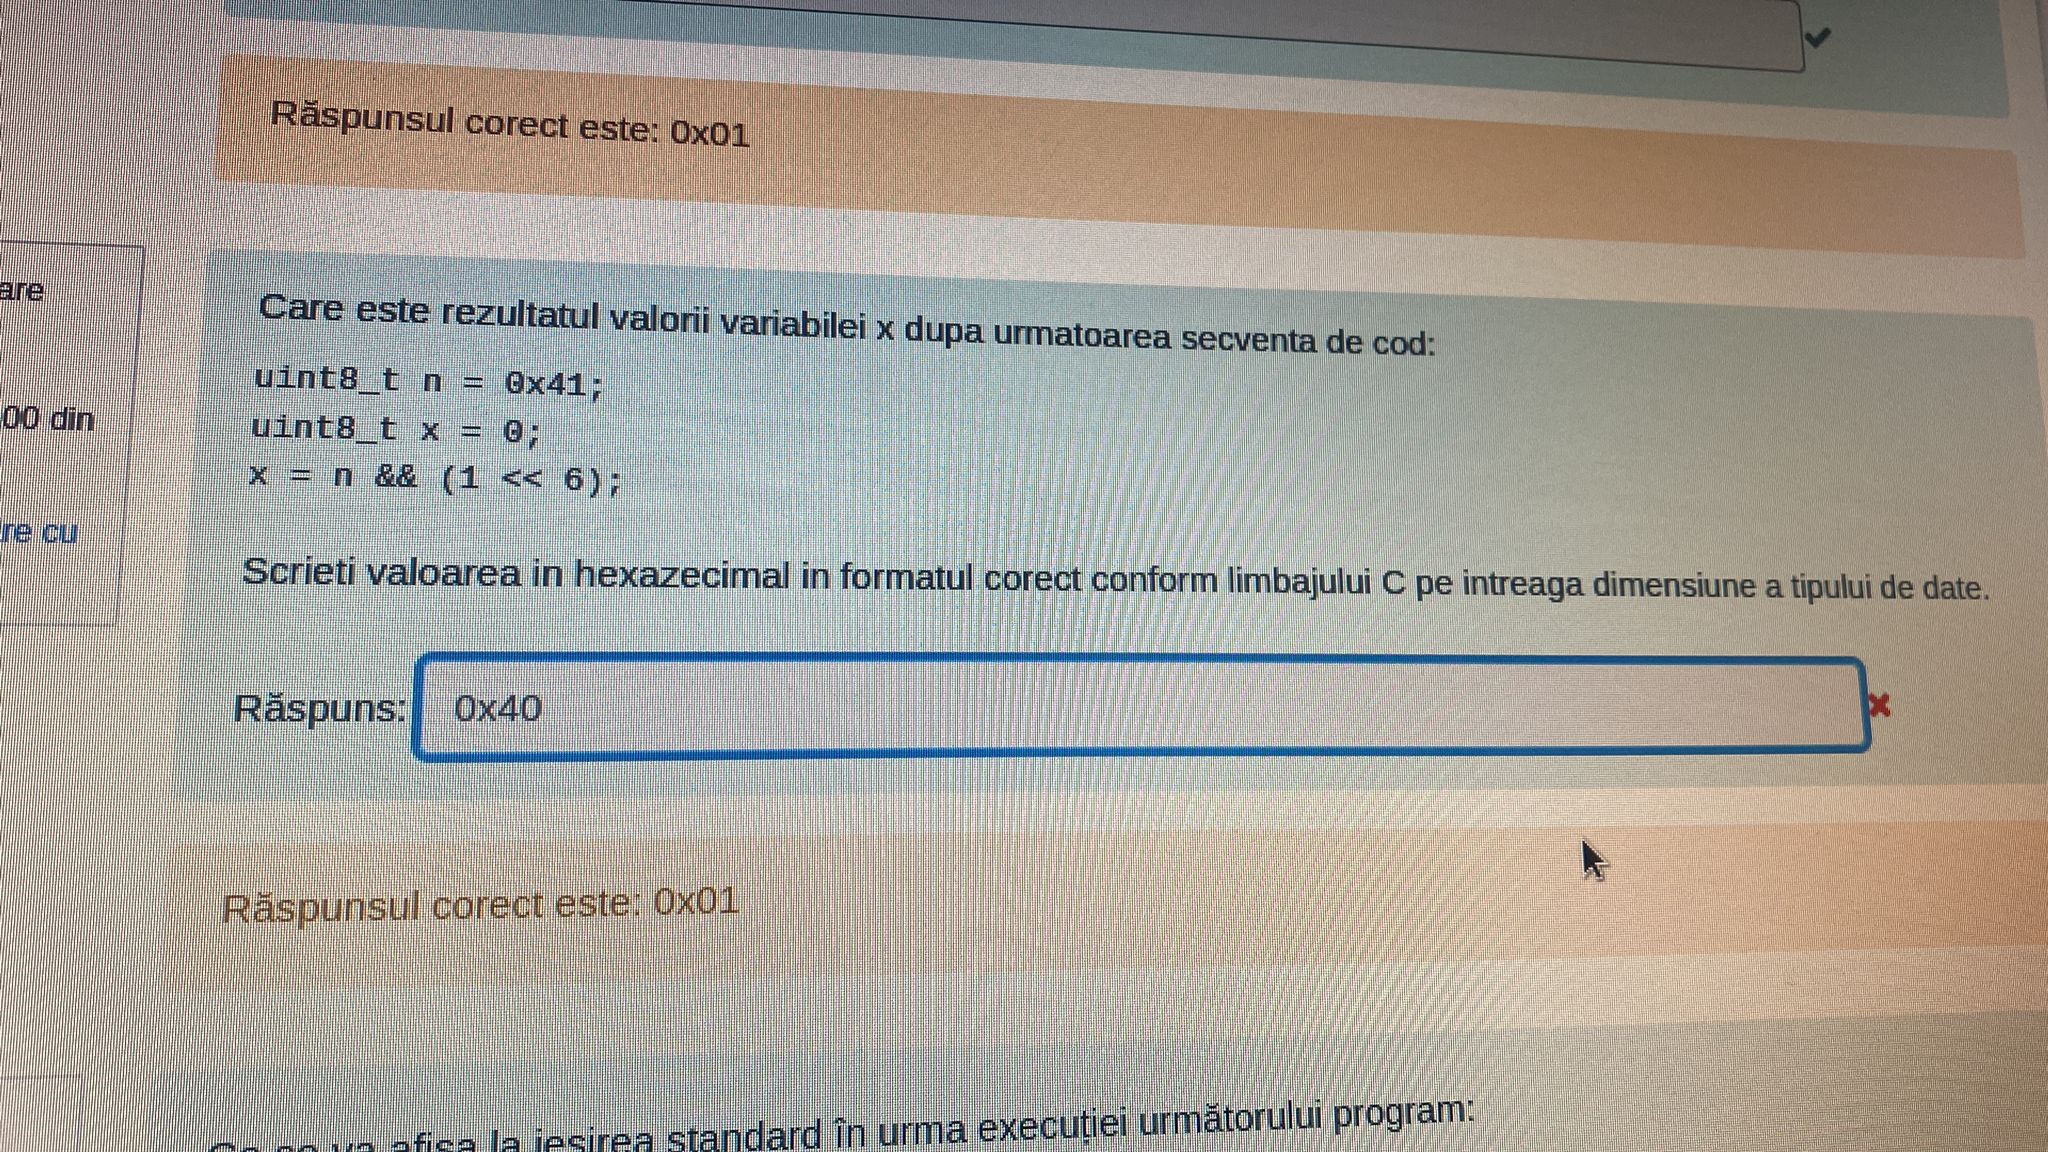 Răspunsul corect este: 0x01
are
Care este rezultatul valorii variabilei x dupa urmatoarea secventa de cod:
uint8_t n = 0x41;
00 din
uint8_t x = 0;
x = n && (1 << 6);
re cu
Scrieti valoarea in hexazecimal in formatul corect conform limbajului C pe intreaga dimensiune a tipului de date.
Răspuns: 0x40
Răspunsul corect este: 0x01
va afișa la ieșirea standard în urma execuției următorului program: